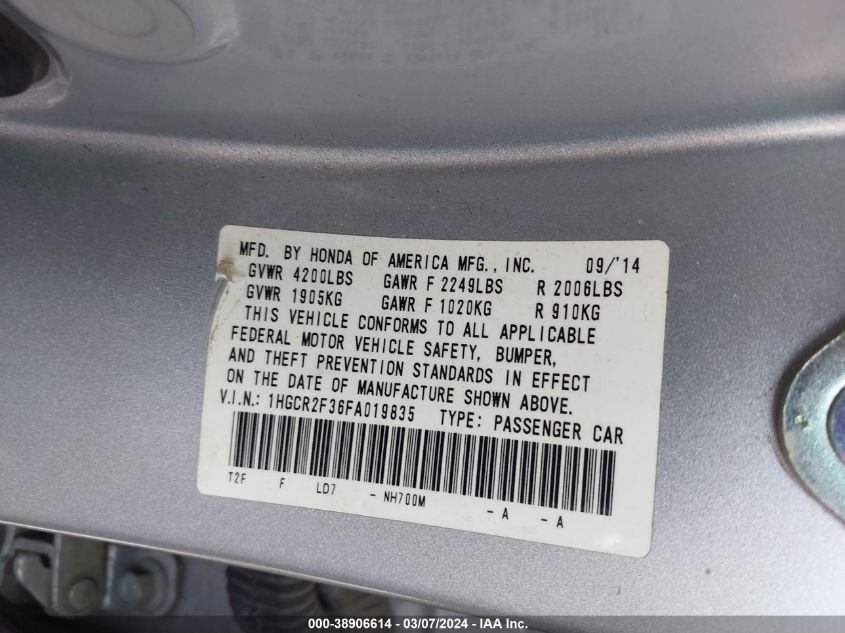 MFD. BY HONDA OF AMERICA MFG., INC. 09/'14
GVWR 4200LBS GAWR F 2249LBS R 2006LBS
GVWR 1905KG GAWR F 1020KG R 910KG
THIS VEHICLE CONFORMS TO ALL APPLICABLE
FEDERAL MOTOR VEHICLE SAFETY, BUMPER,
AND THEFT PREVENTION STANDARDS IN EFFECT
ON THE DATE OF MANUFACTURE SHOWN ABOVE.
V.I.N.: 1HGCR2F36FA019835 TYPE: PASSENGER CAR
T2F F LD7 - NH700M - A - A
000-38906614 - 03/07/2024 - IAA Inc.